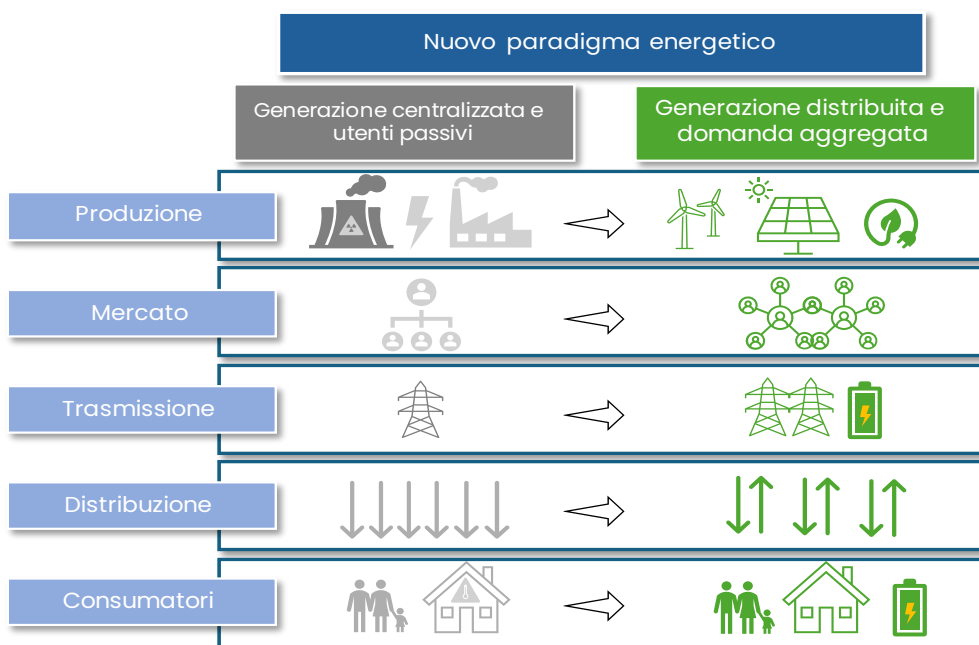 Nuovo paradigma energetico
Generazione centralizzata e
utenti passivi
Generazione distribuita e
domanda aggregata
Produzione
Mercato
Trasmissione
Distribuzione
Consumatori